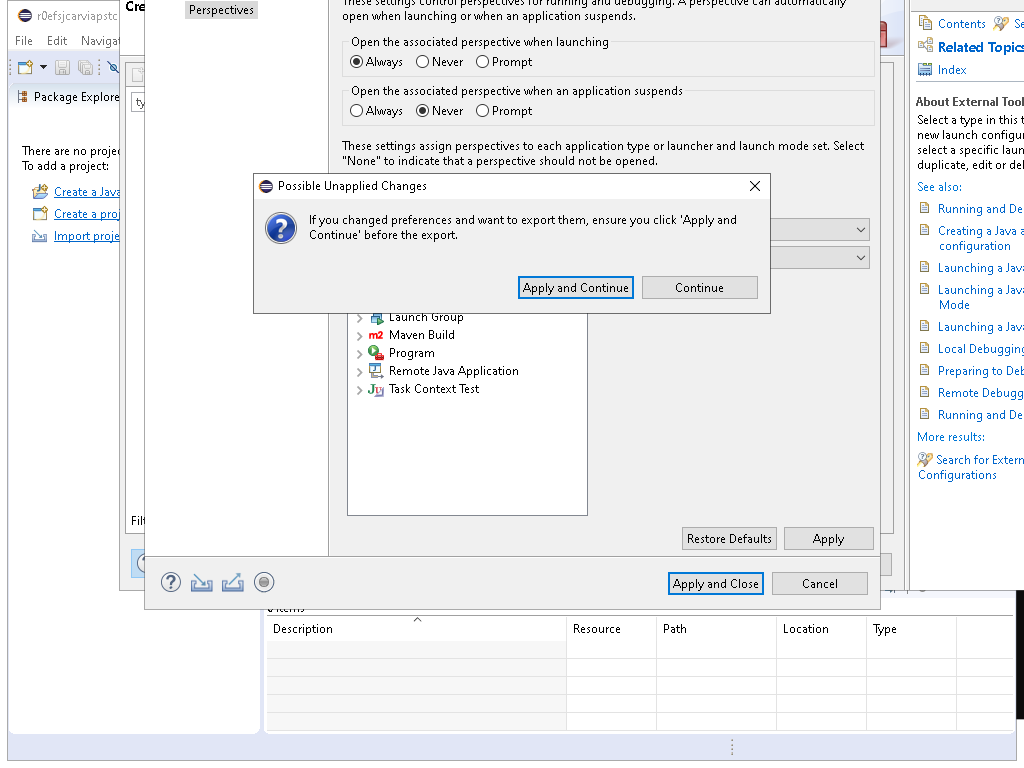 r0efsjcarviapstc
File Edit Navigat
Package Explore
There are no projec
To add a project:
Create a Java
Create a proj
Import proje
Cre
ty
Filt
Perspectives
These settings control perspectives for running and debugging. A perspective can automatically
open when launching or when an application suspends.
Open the associated perspective when launching
Always Never Prompt
Open the associated perspective when an application suspends
Always Never Prompt
These settings assign perspectives to each application type or launcher and launch mode set. Select
"None" to indicate that a perspective should not be opened.
Possible Unapplied Changes
If you changed preferences and want to export them, ensure you click 'Apply and
Continue' before the export.
Apply and Continue Continue
Launch Group
m2 Maven Build
Program
Remote Java Application
Ju Task Context Test
Restore Defaults Apply
Apply and Close Cancel
0 items
Description Resource Path Location Type
Contents Se
Related Topics
Index
About External Tool
Select a type in this t
new launch configur
select a specific laun
duplicate, edit or del
See also:
Running and De
Creating a Java a
configuration
Launching a Java
Launching a Java
Mode
Launching a Java
Local Debugging
Preparing to Deb
Remote Debugg
Running and De
More results:
Search for Extern
Configurations